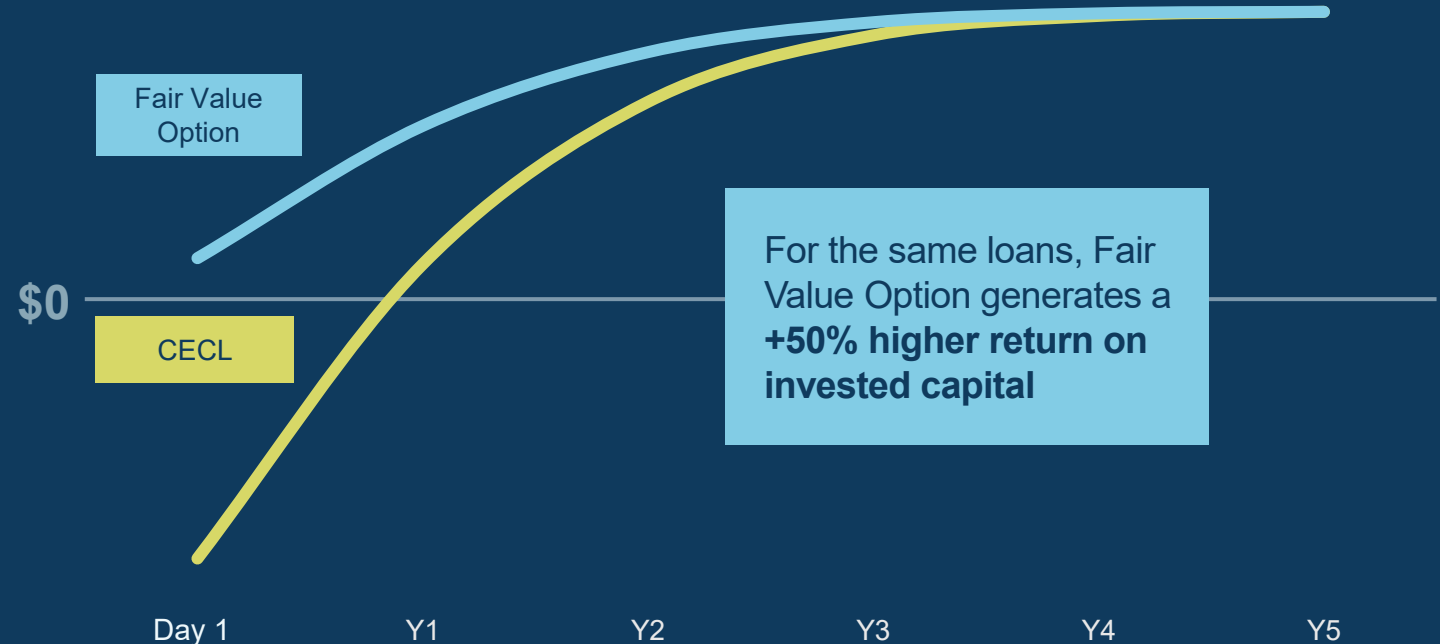 Fair Value
Option
For the same loans, Fair
Value Option generates a
+50% higher return on
invested capital
$0
CECL
Day 1
Y1
Y2
Y3
Y4
Y5